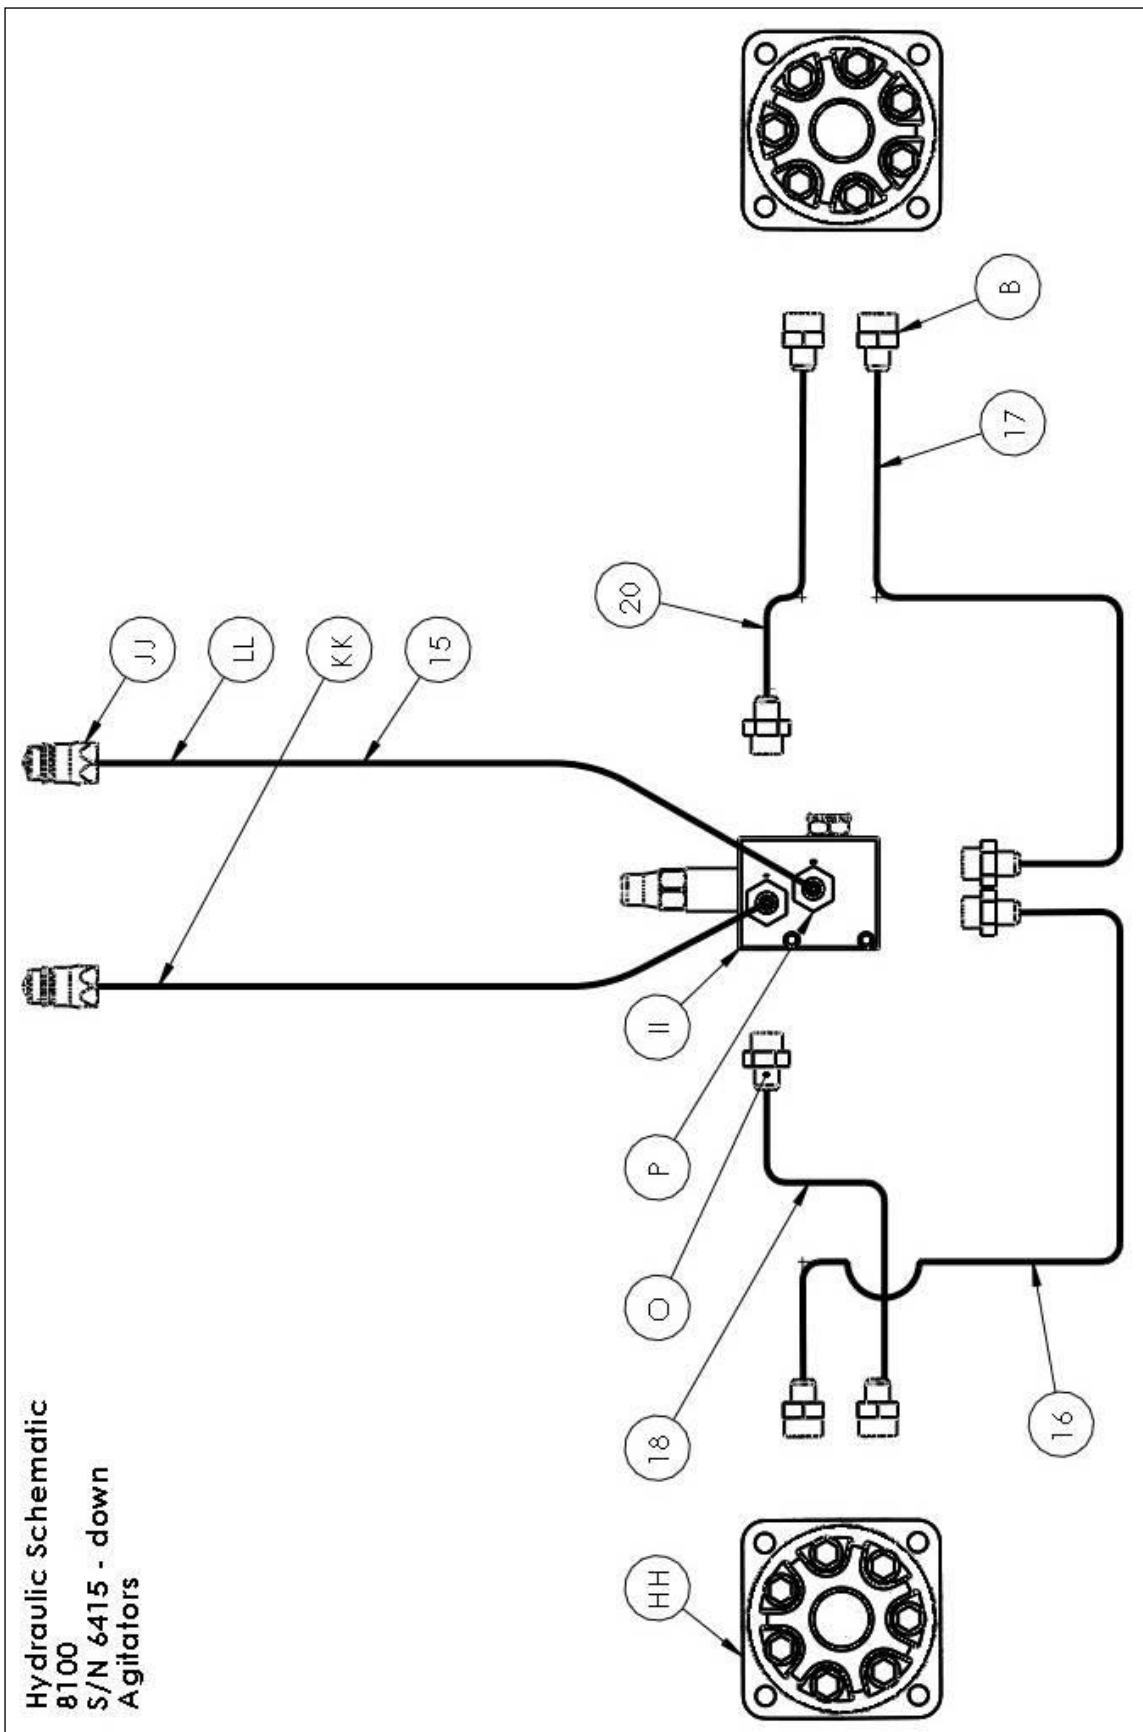 Hydraulic Schematic
8100
S/N 6415 - down
Agitators
JJ
LL
KK
15
20
17
B
II
P
O
18
16
HH